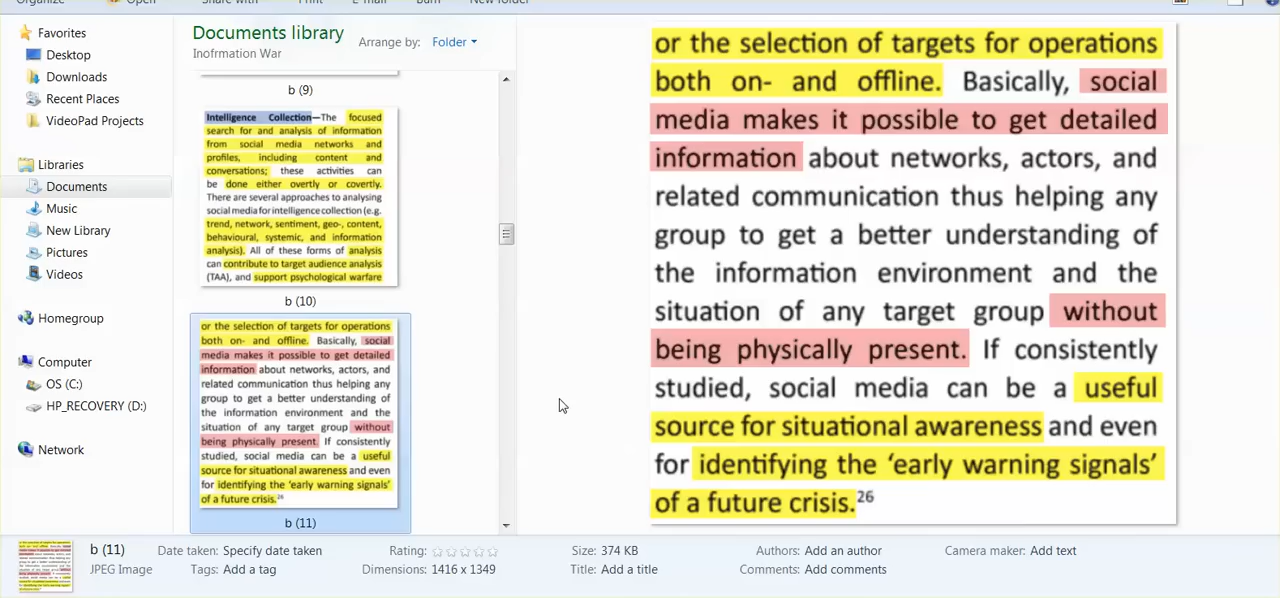 Organize
Open
Share with
Print
E-mail
Burn
New folder
Favorites
Desktop
Downloads
Recent Places
VideoPad Projects
Libraries
Documents
Music
New Library
Pictures
Videos
Homegroup
Computer
OS (C:)
HP_RECOVERY (D:)
Network
Documents library
Inofrmation War
Arrange by: Folder
b (9)
Intelligence Collection—The focused
search for and analysis of information
from social media networks and
profiles, including content and
conversations; these activities can
be done either overtly or covertly.
There are several approaches to analysing
social media for intelligence collection (e.g.
trend, network, sentiment, geo-, content,
behavioural, systemic, and information
analysis). All of these forms of analysis
can contribute to target audience analysis
(TAA), and support psychological warfare
b (10)
or the selection of targets for operations
both on- and offline. Basically, social
media makes it possible to get detailed
information about networks, actors, and
related communication thus helping any
group to get a better understanding of
the information environment and the
situation of any target group without
being physically present. If consistently
studied, social media can be a useful
source for situational awareness and even
for identifying the ‘early warning signals’
of a future crisis.26
b (11)
or the selection of targets for operations
both on- and offline. Basically, social
media makes it possible to get detailed
information about networks, actors, and
related communication thus helping any
group to get a better understanding of
the information environment and the
situation of any target group without
being physically present. If consistently
studied, social media can be a useful
source for situational awareness and even
for identifying the ‘early warning signals’
of a future crisis.26
b (11) Date taken: Specify date taken Rating: Size: 374 KB Authors: Add an author Camera maker: Add text
JPEG Image Tags: Add a tag Dimensions: 1416 x 1349 Title: Add a title Comments: Add comments